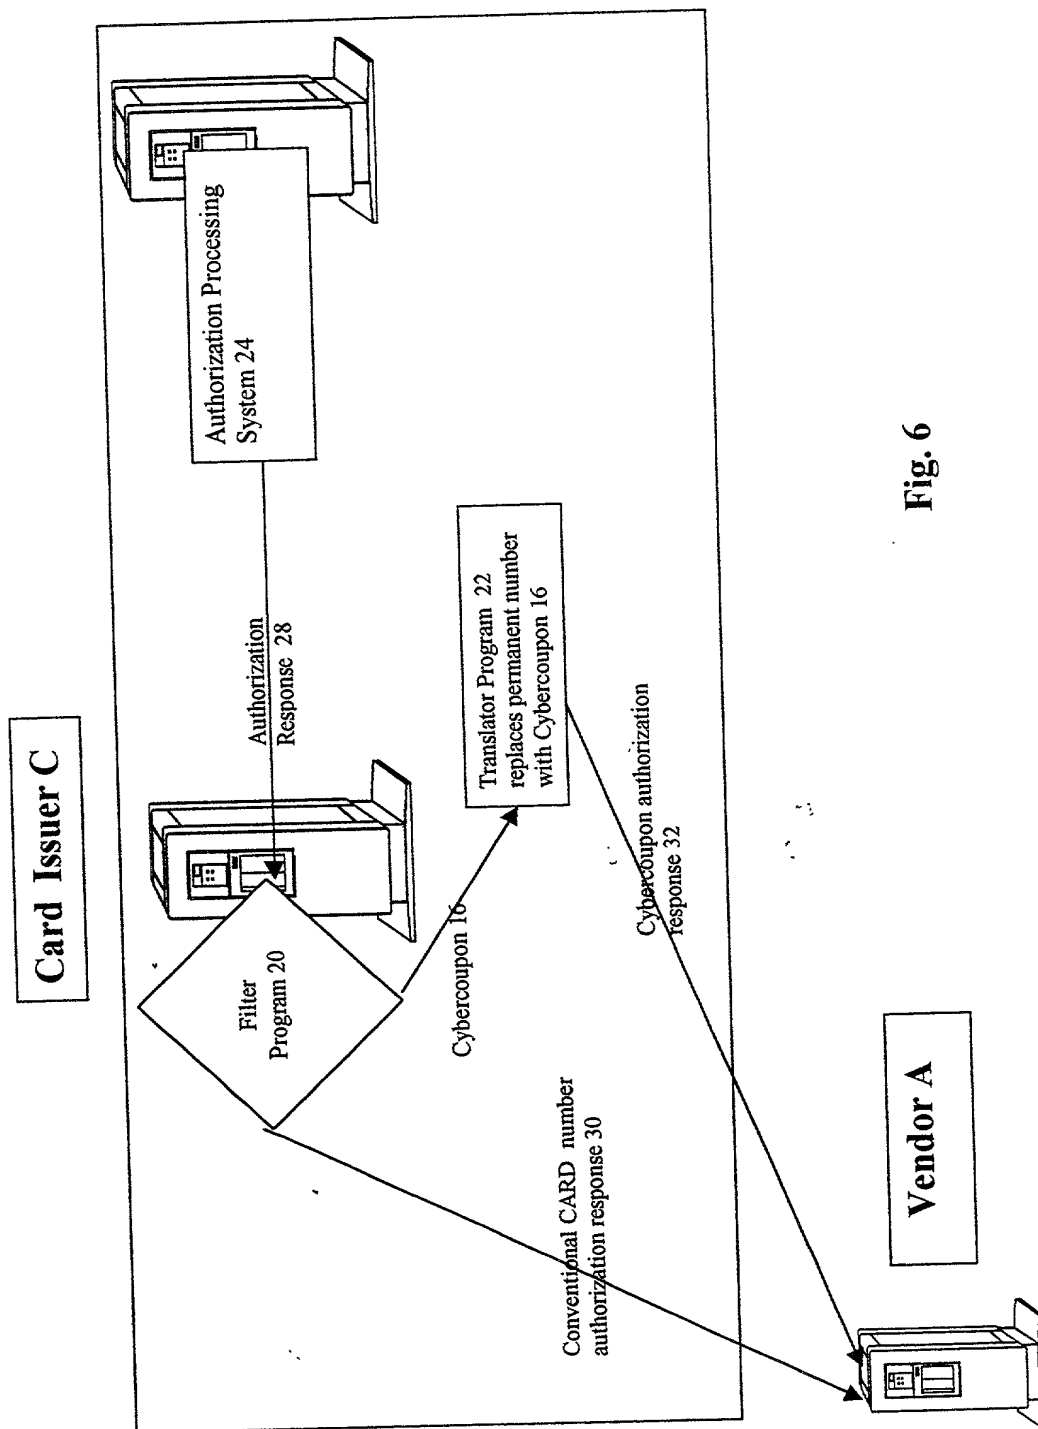 Card Issuer C
Authorization Processing
System 24
Authorization
Response 28
Filter
Program 20
Cybercoupon 16
Translator Program 22
replaces permanent number
with Cybercoupon 16
Conventional CARD number
authorization response 30
Cybercoupon authorization
response 32
Vendor A
Fig. 6